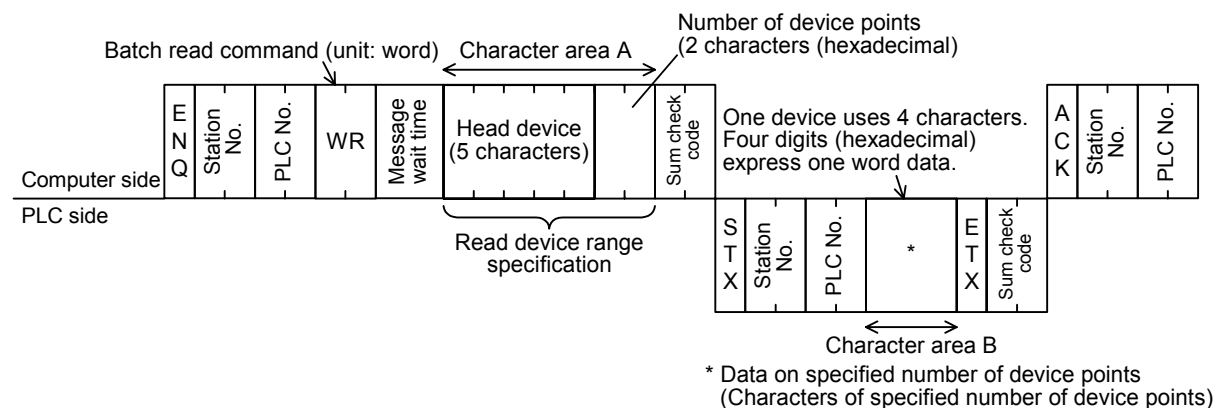 Number of device points
(2 characters (hexadecimal)
Batch read command (unit: word)
Character area A
ENQ
Station No.
PLC No.
WR
Message wait time
Head device
(5 characters)
Sum check code
One device uses 4 characters.
Four digits (hexadecimal)
express one word data.
ACK
Station No.
PLC No.
Computer side
PLC side
Read device range
specification
STX
Station No.
PLC No.
*
ETX
Sum check code
Character area B
* Data on specified number of device points
(Characters of specified number of device points)